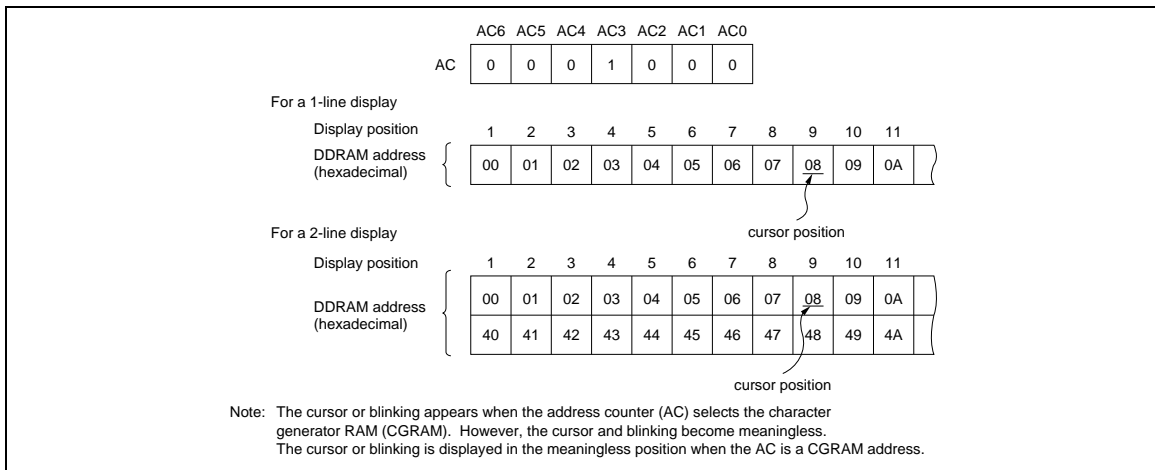 AC6 AC5 AC4 AC3 AC2 AC1 AC0
AC 0 0 0 1 0 0 0
For a 1-line display
Display position 1 2 3 4 5 6 7 8 9 10 11
DDRAM address
(hexadecimal)
00 01 02 03 04 05 06 07 08 09 0A
cursor position
For a 2-line display
Display position 1 2 3 4 5 6 7 8 9 10 11
DDRAM address
(hexadecimal)
00 01 02 03 04 05 06 07 08 09 0A
40 41 42 43 44 45 46 47 48 49 4A
cursor position
Note: The cursor or blinking appears when the address counter (AC) selects the character
generator RAM (CGRAM). However, the cursor and blinking become meaningless.
The cursor or blinking is displayed in the meaningless position when the AC is a CGRAM address.